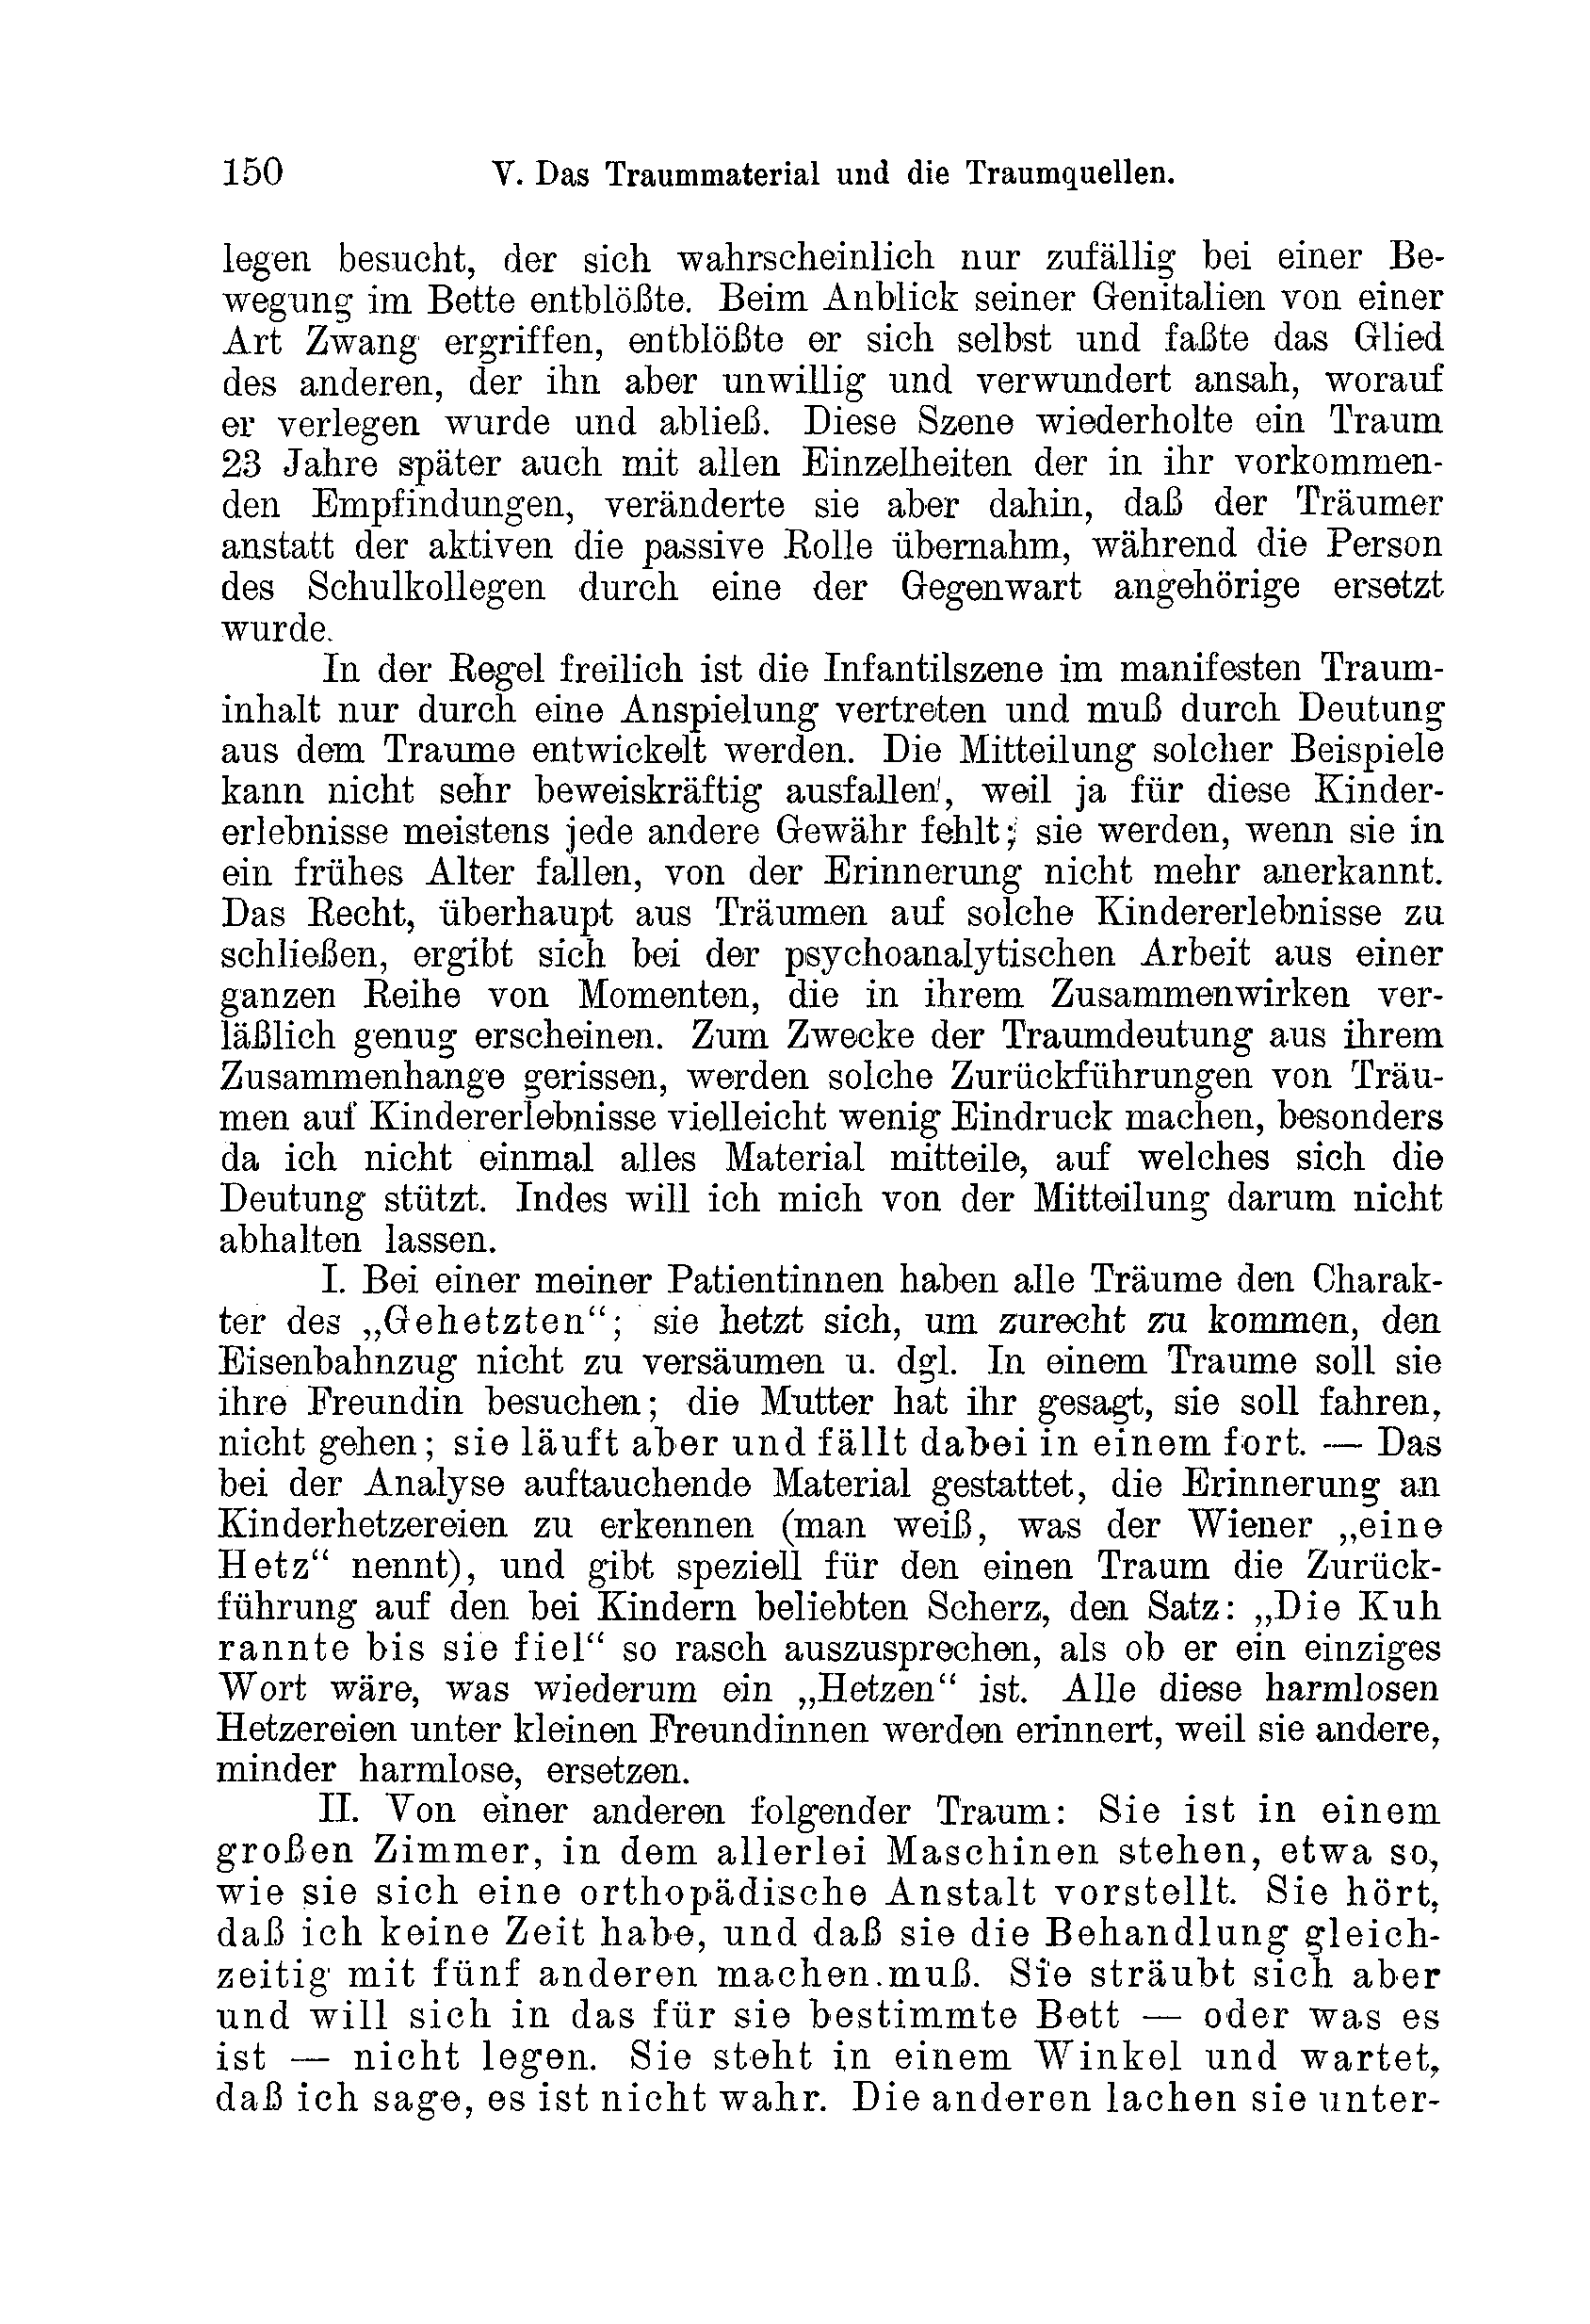 150 V. Das Traummaterial und die Traumquellen.
legen besucht, der sich wahrscheinlich nur zufällig bei einer Be-
wegung im Bette entblößte. Beim Anblick seiner Genitalien von einer
Art Zwang ergriffen, entblößte er sich selbst und faßte das Glied
des anderen, der ihn aber unwillig und verwundert ansah, worauf
er verlegen wurde und abließ. Diese Szene wiederholte ein Traum
23 Jahre später auch mit allen Einzelheiten der in ihr vorkommen-
den Empfindungen, veränderte sie aber dahin, daß der Träumer
anstatt der aktiven die passive Rolle übernahm, während die Person
des Schulkollegen durch eine der Gegenwart angehörige ersetzt
wurde.
In der Regel freilich ist die Infantilszene im manifesten Traum-
inhalt nur durch eine Anspielung vertreten und muß durch Deutung
aus dem Traume entwickelt werden. Die Mitteilung solcher Beispiele
kann nicht sehr beweiskräftig ausfallen, weil ja für diese Kinder-
erlebnisse meistens jede andere Gewähr fehlt; sie werden, wenn sie in
ein frühes Alter fallen, von der Erinnerung nicht mehr anerkannt.
Das Recht, überhaupt aus Träumen auf solche Kindererlebnisse zu
schließen, ergibt sich bei der psychoanalytischen Arbeit aus einer
ganzen Reihe von Momenten, die in ihrem Zusammenwirken ver-
läßlich genug erscheinen. Zum Zwecke der Traumdeutung aus ihrem
Zusammenhange gerissen, werden solche Zurückführungen von Träu-
men auf Kindererlebnisse vielleicht wenig Eindruck machen, besonders
da ich nicht einmal alles Material mitteile, auf welches sich die
Deutung stützt. Indes will ich mich von der Mitteilung darum nicht
abhalten lassen.
I. Bei einer meiner Patientinnen haben alle Träume den Charak-
ter des „Gehetzten“; sie hetzt sich, um zurecht zu kommen, den
Eisenbahnzug nicht zu versäumen u. dgl. In einem Traume soll sie
ihre Freundin besuchen; die Mutter hat ihr gesagt, sie soll fahren,
nicht gehen; sie läuft aber und fällt dabei in einem fort. — Das
bei der Analyse auftauchende Material gestattet, die Erinnerung an
Kinderhetzereien zu erkennen (man weiß, was der Wiener „eine
Hetz“ nennt), und gibt speziell für den einen Traum die Zurück-
führung auf den bei Kindern beliebten Scherz, den Satz: „Die Kuh
rannte bis sie fiel“ so rasch auszusprechen, als ob er ein einziges
Wort wäre, was wiederum ein „Hetzen“ ist. Alle diese harmlosen
Hetzereien unter kleinen Freundinnen werden erinnert, weil sie andere,
minder harmlose, ersetzen.
II. Von einer anderen folgender Traum: Sie ist in einem
großen Zimmer, in dem allerlei Maschinen stehen, etwa so,
wie sie sich eine orthopädische Anstalt vorstellt. Sie hört,
daß ich keine Zeit habe, und daß sie die Behandlung gleich-
zeitig mit fünf anderen machen muß. Sie sträubt sich aber
und will sich in das für sie bestimmte Bett — oder was es
ist — nicht legen. Sie steht in einem Winkel und wartet,
daß ich sage, es ist nicht wahr. Die anderen lachen sie unter-